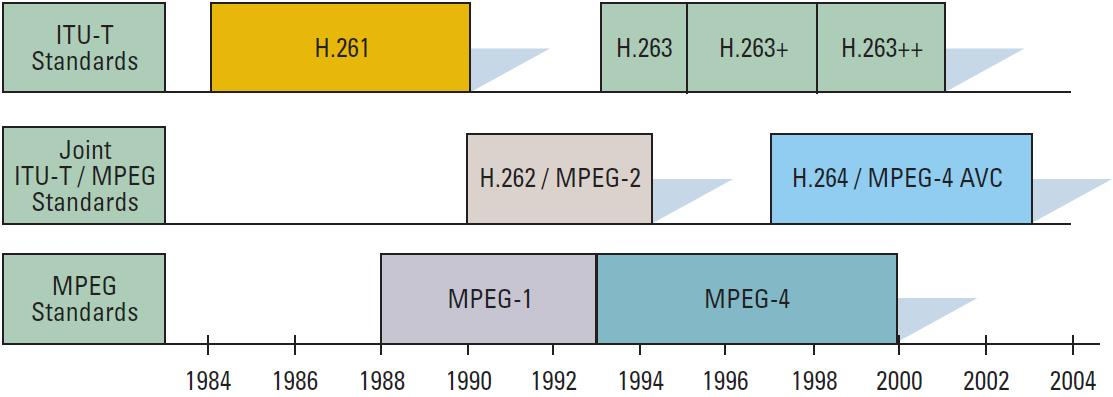 ITU-T
Standards
H.261
H.263
H.263+
H.263++
Joint
ITU-T / MPEG
Standards
H.262 / MPEG-2
H.264 / MPEG-4 AVC
MPEG
Standards
MPEG-1
MPEG-4
1984 1986 1988 1990 1992 1994 1996 1998 2000 2002 2004